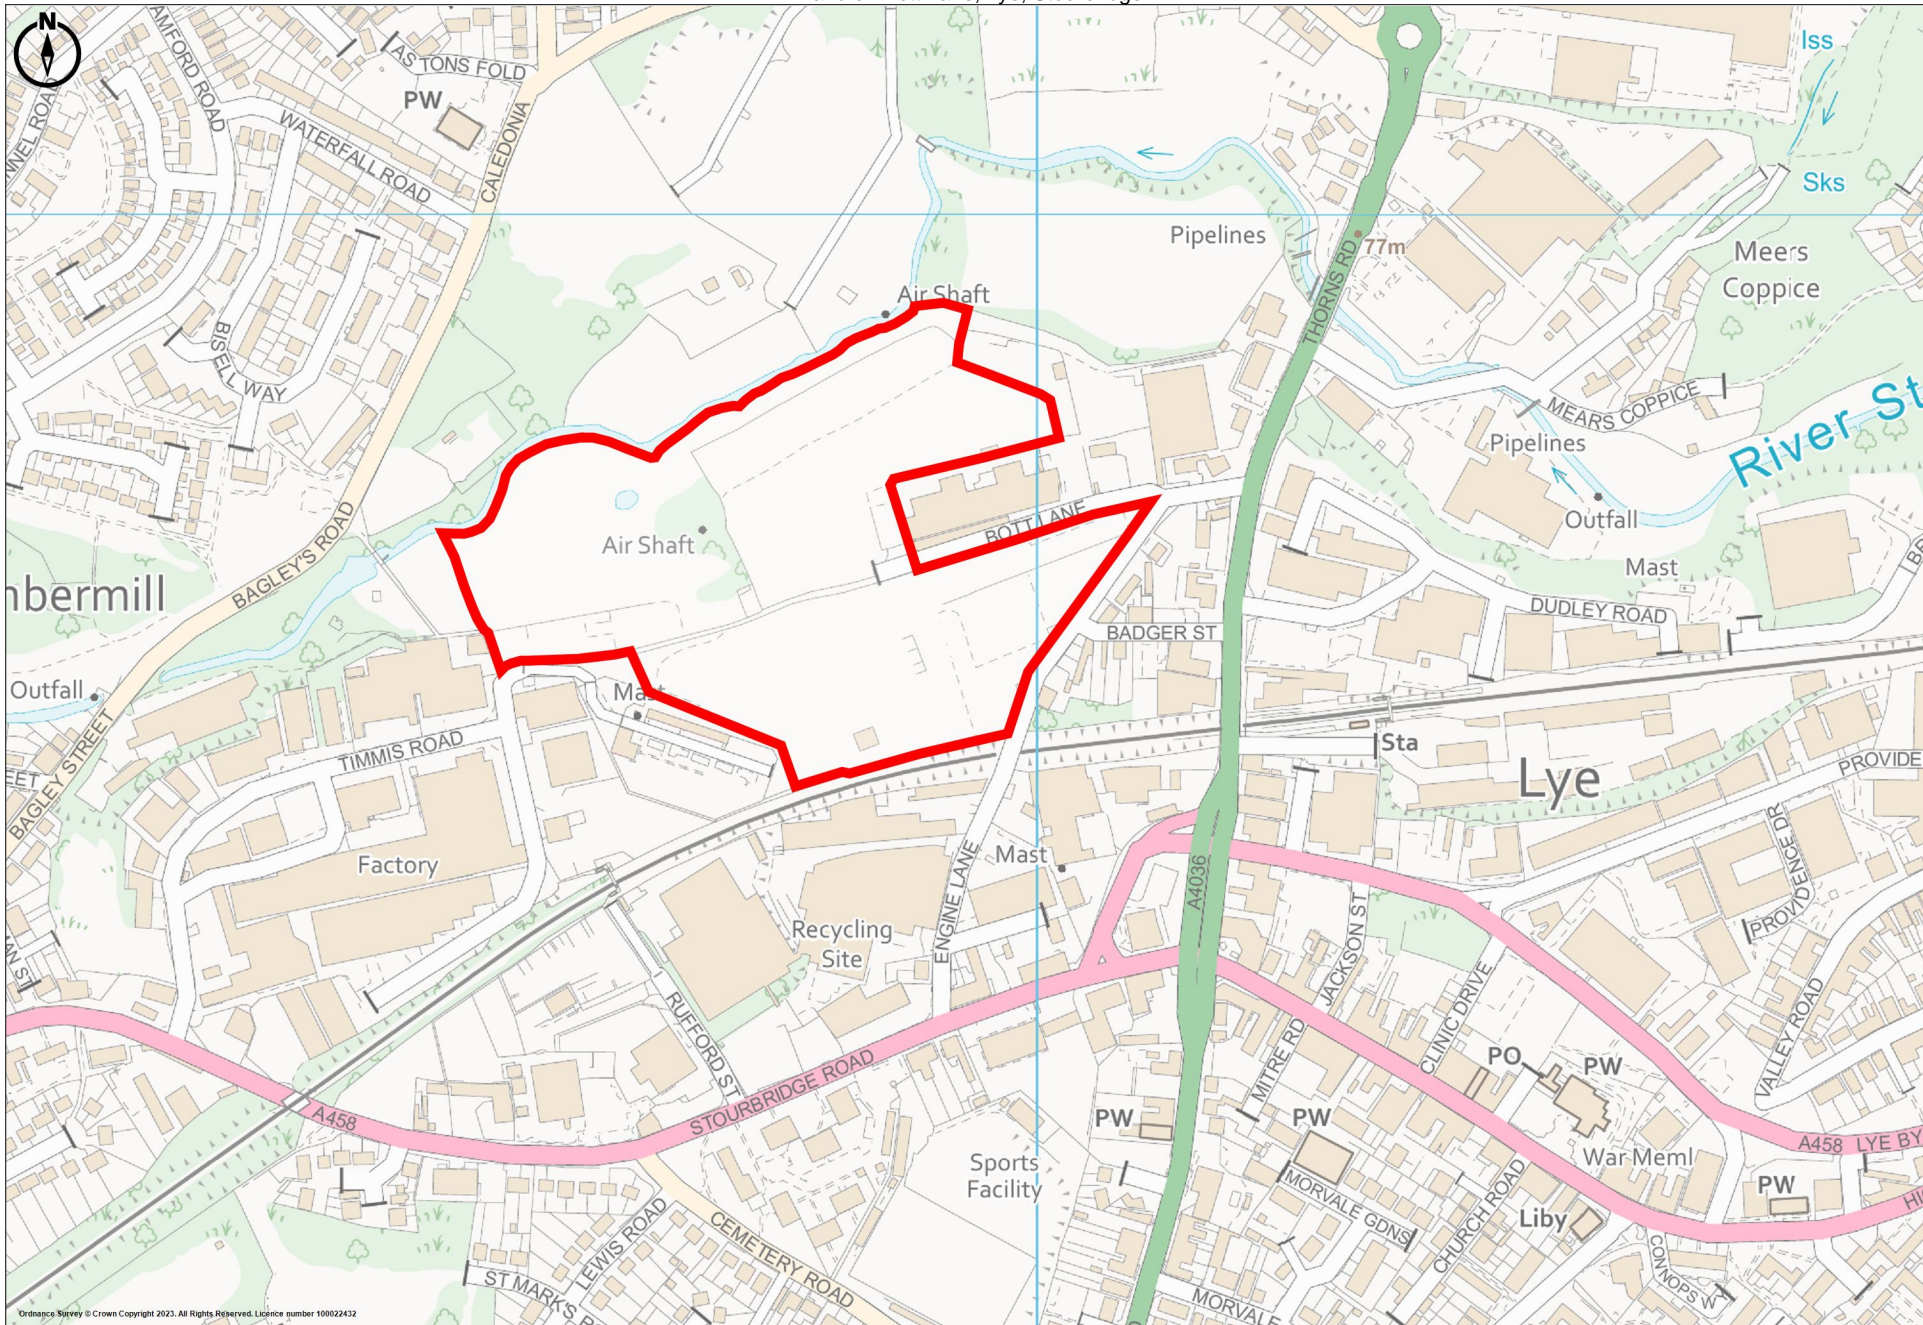 N
ASTONS FOLD
PW
WATERFALL ROAD
CALEDONIA
Iss
Sks
Pipelines
77m
THORNS RD
Meers
Coppice
Air Shaft
BISELL WAY
MEARS COPPICE
Pipelines
River St
Outfall
Mast
BAGLEY'S ROAD
Air Shaft
BOTT LANE
DUDLEY ROAD
BADGER ST
Outfall
Mast
BAGLEY STREET
TIMMIS ROAD
Sta
Lye
PROVIDE
PROVIDENCE DR
Factory
Mast
A4036
ENGINE LANE
Recycling
Site
JACKSON ST
RUFFORD ST
CLINIC DRIVE
VALLEY ROAD
MITRE RD
PO
PW
STOURBRIDGE ROAD
A458
PW
PW
A458 LYE BY
War Meml
Sports
Facility
PW
MORVALE GDNS
CHURCH ROAD
Liby
LEWIS ROAD
CEMETERY ROAD
CONNOPS W
ST MARK'S
MORVALE
Ordnance Survey © Crown Copyright 2023. All Rights Reserved. Licence number 100022432